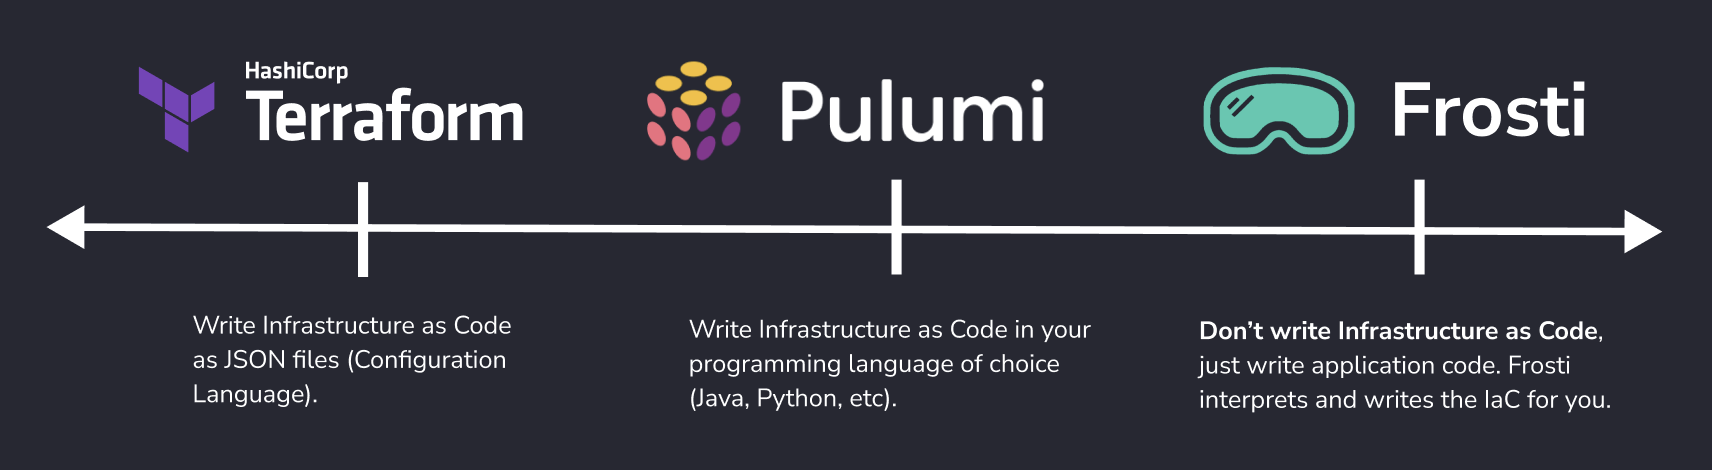 HashiCorp
Terraform
Pulumi
Frosti
Write Infrastructure as Code
as JSON files (Configuration
Language).
Write Infrastructure as Code in your
programming language of choice
(Java, Python, etc).
Don’t write Infrastructure as Code,
just write application code. Frosti
interprets and writes the IaC for you.